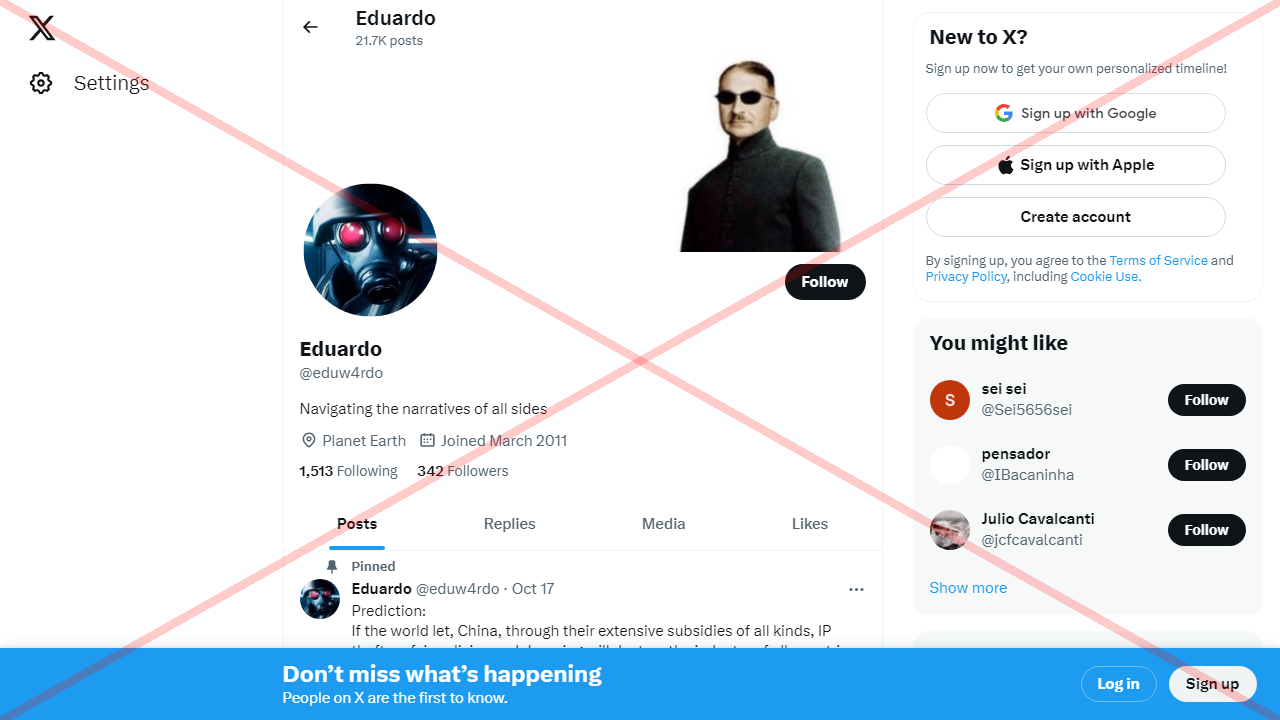 Settings
Eduardo
21.7K posts
Follow
Eduardo
@eduw4rdo
Navigating the narratives of all sides
Planet Earth Joined March 2011
1,513 Following 342 Followers
Posts Replies Media Likes
Pinned
Eduardo @eduw4rdo · Oct 17
Prediction:
If the world let, China, through their extensive subsidies of all kinds, IP
New to X?
Sign up now to get your own personalized timeline!
Sign up with Google
Sign up with Apple
Create account
By signing up, you agree to the Terms of Service and
Privacy Policy, including Cookie Use.
You might like
S
sei sei
@Sei5656sei
Follow
pensador
@IBacaninha
Follow
Julio Cavalcanti
@jcfcavalcanti
Follow
Show more
Don’t miss what’s happening
People on X are the first to know.
Log in
Sign up